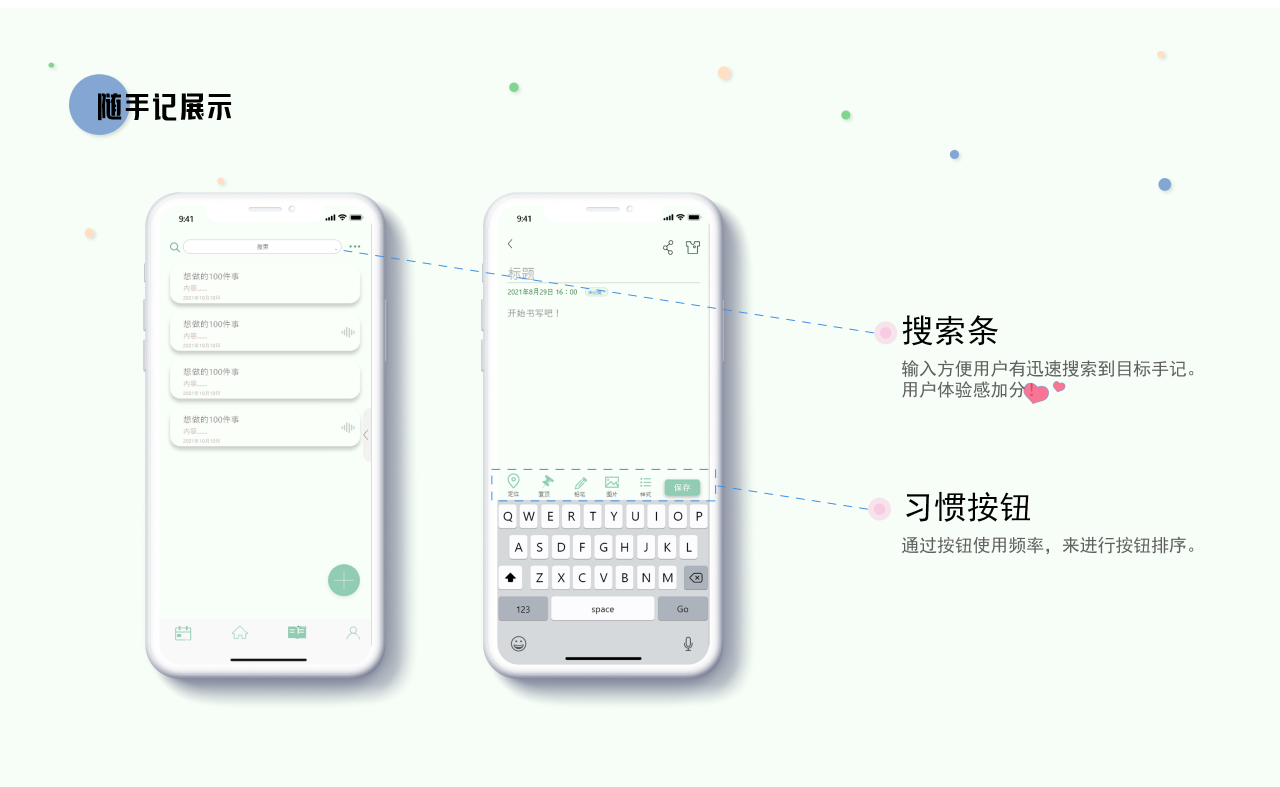 随手记展示
9:41
搜索
想做的100件事
内容......
2021年10月10日
想做的100件事
内容......
2021年10月10日
想做的100件事
内容......
2021年10月10日
想做的100件事
内容......
2021年10月10日
9:41
标题
2021年8月29日 16：00
开始书写吧！
定位 置顶 铅笔 图片 样式 保存
Q W E R T Y U I O P
A S D F G H J K L
Z X C V B N M
123 space Go
搜索条
输入方便用户有迅速搜索到目标手记。
用户体验感加分！
习惯按钮
通过按钮使用频率，来进行按钮排序。